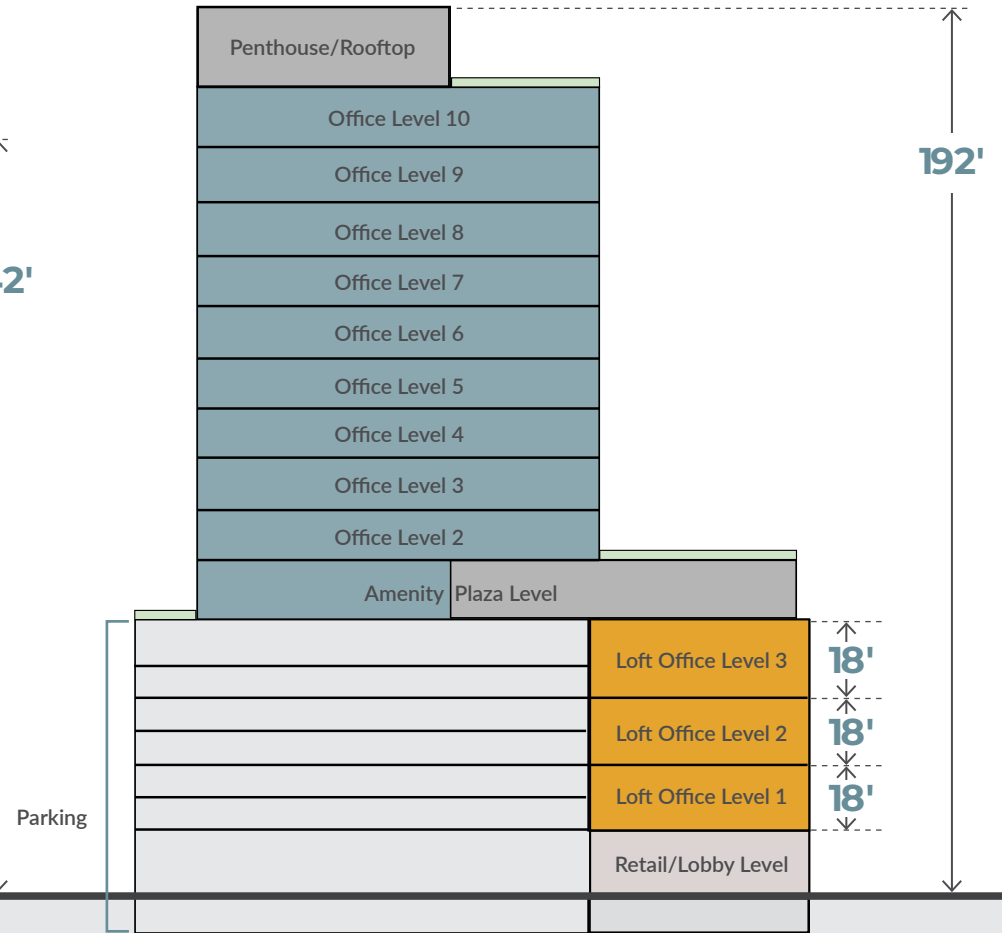 Penthouse/Rooftop
Office Level 10
192'
Office Level 9
Office Level 8
Office Level 7
2'
Office Level 6
Office Level 5
Office Level 4
Office Level 3
Office Level 2
Amenity
Plaza Level
Loft Office Level 3
18'
Loft Office Level 2
18'
Loft Office Level 1
18'
Parking
Retail/Lobby Level